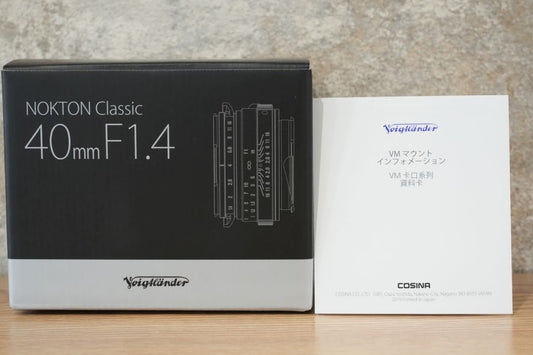 NOKTON Classic
40mm F1.4
Voigtländer
Voigtländer
VM マウント
インフォメーション
VM 卡口系列
資料卡
COSINA